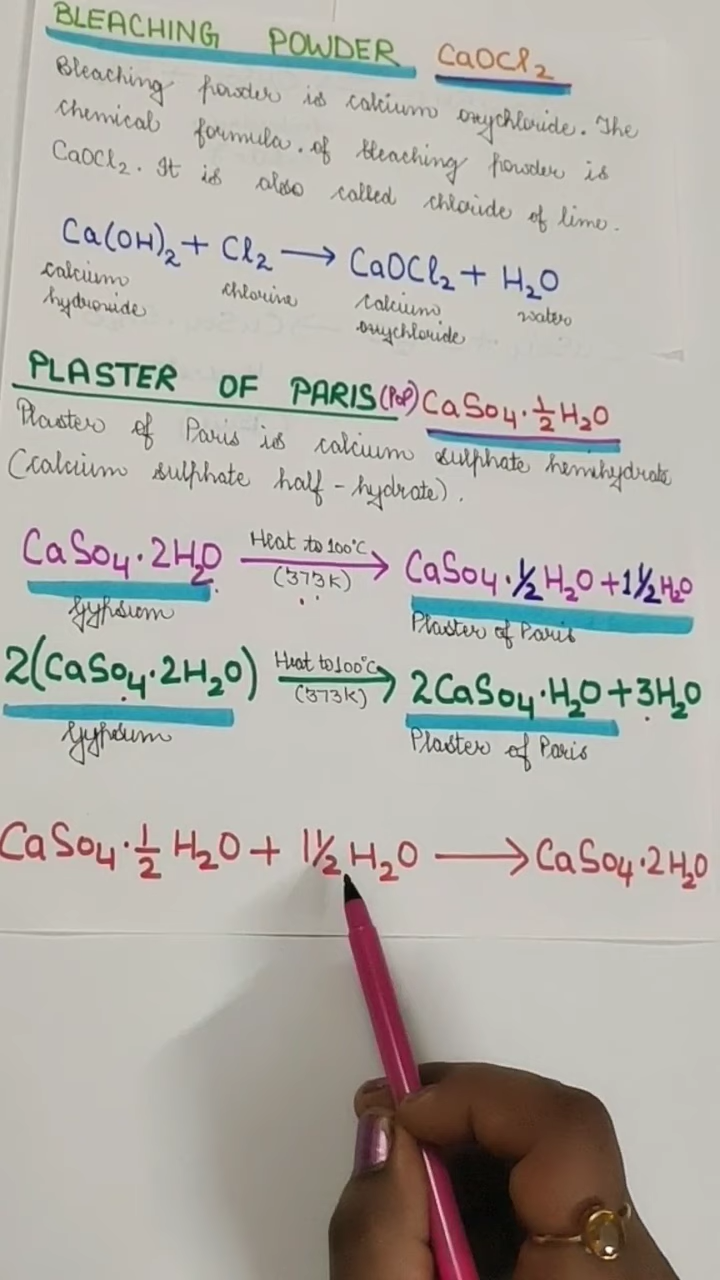 BLEACHING POWDER CaOCl₂
Bleaching powder is calcium oxychloride. The
chemical formula. of bleaching powder is
CaOCl₂. It is also called chloride of lime.
Ca(OH)₂ + Cl₂ → CaOCl₂ + H₂O
calcium hydroxide chlorine calcium oxychloride water
PLASTER OF PARIS (POP) CaSo₄·½H₂O
Plaster of Paris is calcium sulphate hemihydrate
(calcium sulphate half-hydrate).
CaSo₄·2H₂O Heat to 100°C (373K) → CaSo₄·½H₂O + 1½H₂O
Gypsum Plaster of Paris
2(CaSo₄·2H₂O) Heat to 100°C (373K) → 2CaSo₄·H₂O + 3H₂O
Gypsum Plaster of Paris
CaSo₄·½H₂O + 1½H₂O → CaSo₄·2H₂O